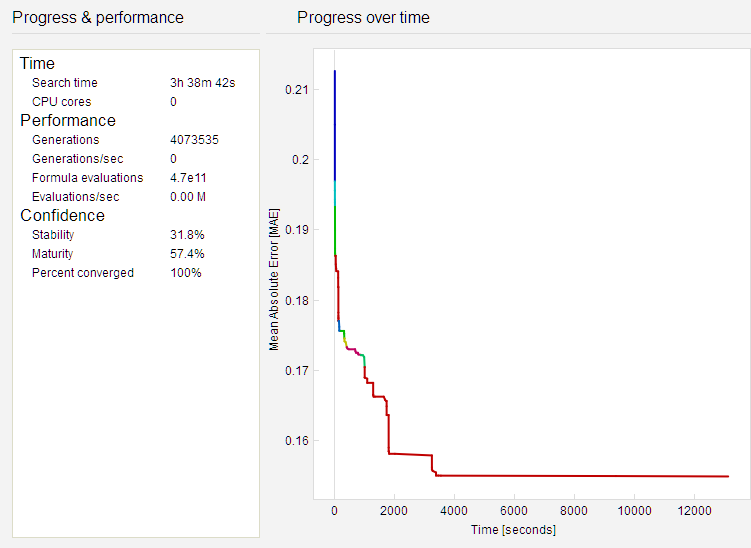 Progress & performance
Time
Search time 3h 38m 42s
CPU cores 0
Performance
Generations 4073535
Generations/sec 0
Formula evaluations 4.7e11
Evaluations/sec 0.00 M
Confidence
Stability 31.8%
Maturity 57.4%
Percent converged 100%
Progress over time
Mean Absolute Error [MAE]
0.21
0.2
0.19
0.18
0.17
0.16
0 2000 4000 6000 8000 10000 12000
Time [seconds]